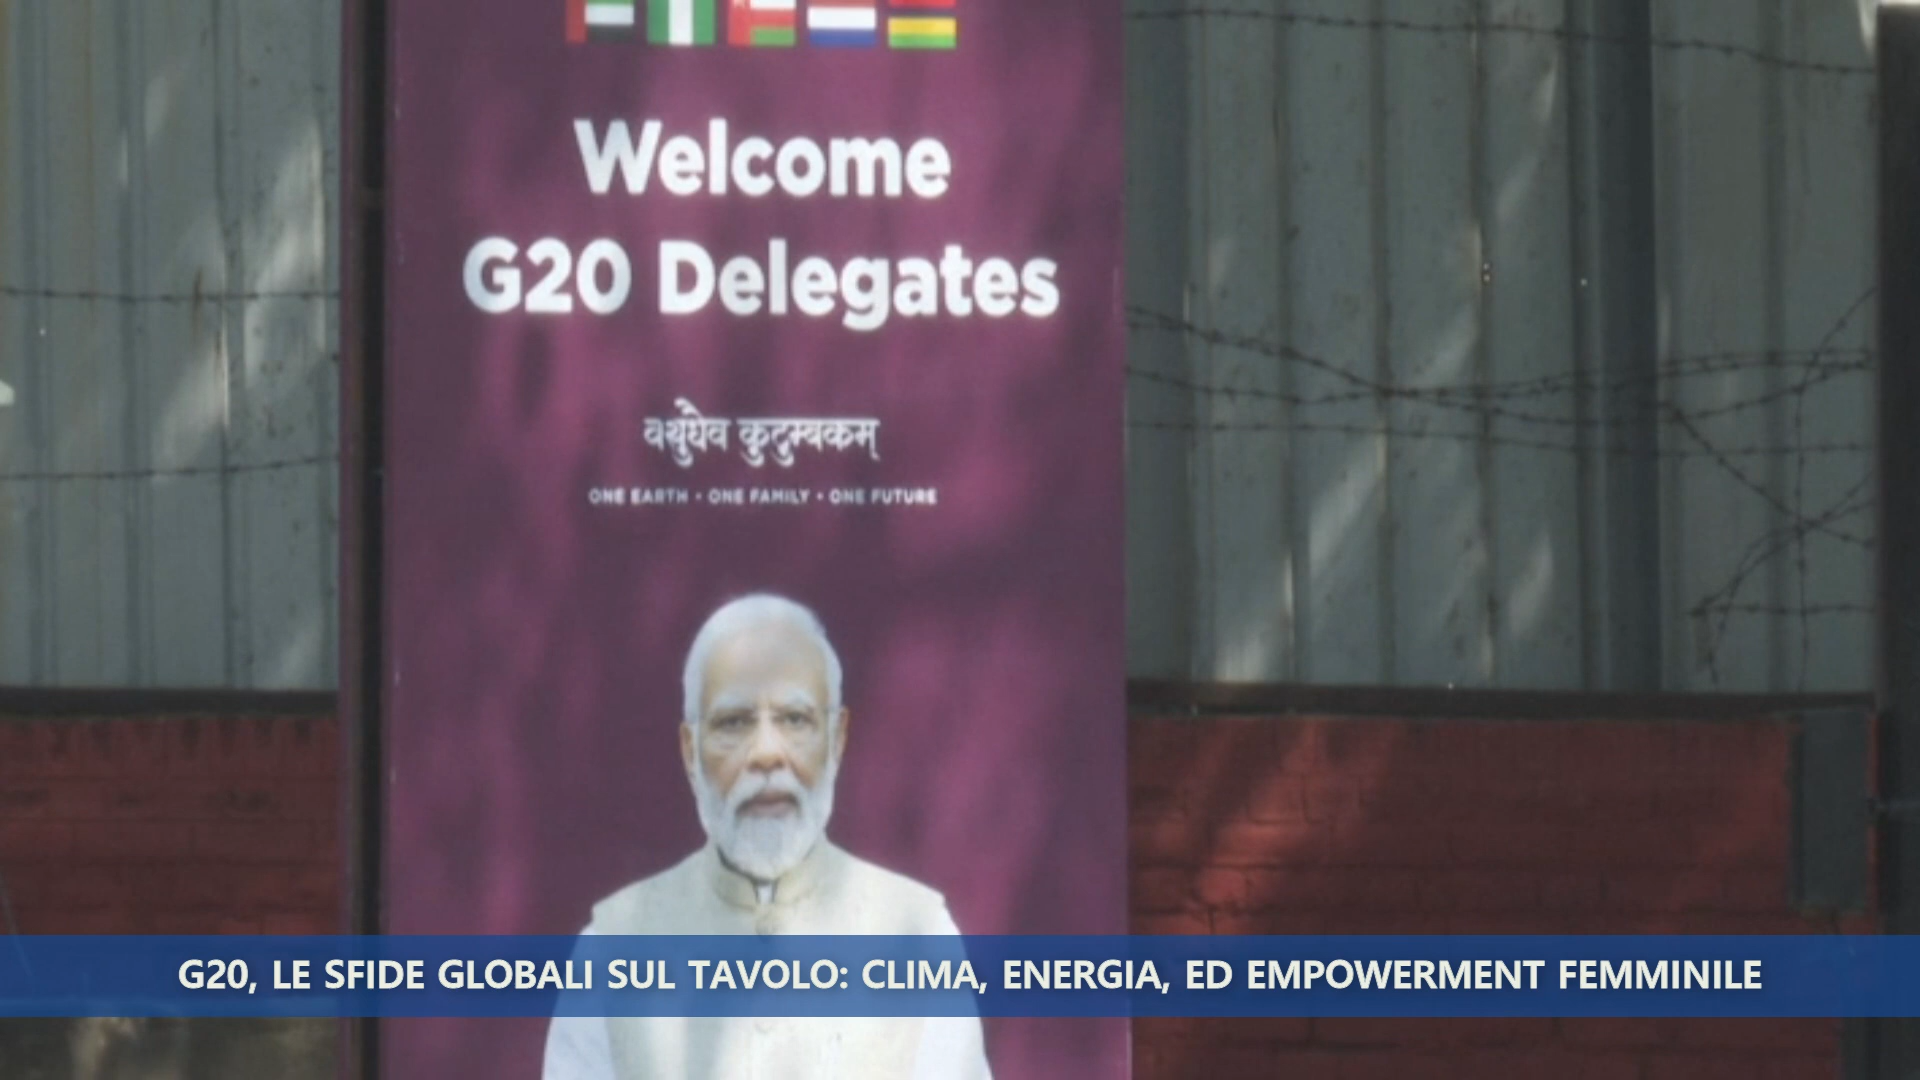 Welcome
G20 Delegates
वसुधैव कुटुम्बकम्
ONE EARTH • ONE FAMILY • ONE FUTURE
G20, LE SFIDE GLOBALI SUL TAVOLO: CLIMA, ENERGIA, ED EMPOWERMENT FEMMINILE